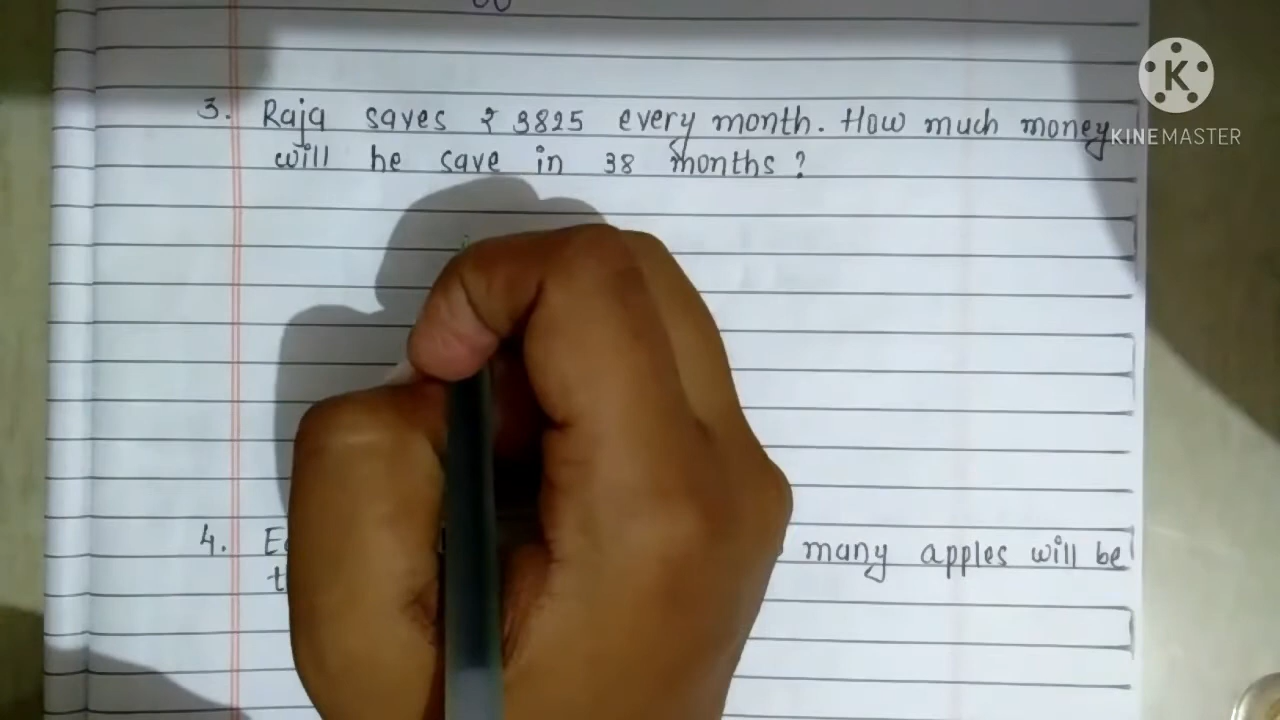 3. Raja saves ₹ 3825 every month. How much money
will he save in 38 months ?
4. many apples will be
K
KINEMASTER